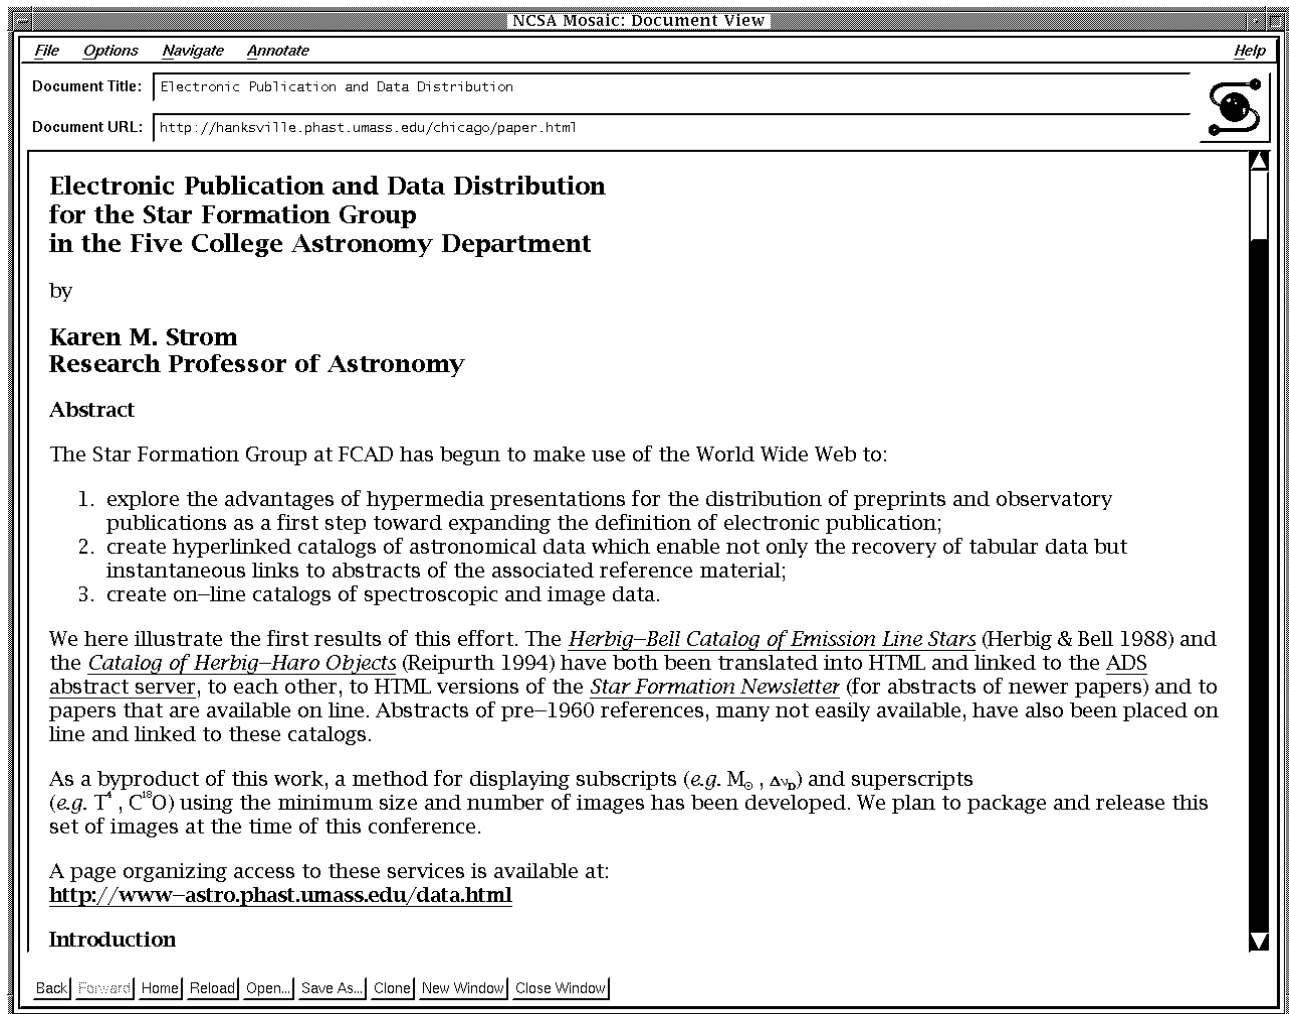 NCSA Mosaic: Document View
File Options Navigate Annotate Help
Document Title: Electronic Publication and Data Distribution
Document URL: http://hanksville.phast.umass.edu/chicago/paper.html
Electronic Publication and Data Distribution
for the Star Formation Group
in the Five College Astronomy Department
by
Karen M. Strom
Research Professor of Astronomy
Abstract
The Star Formation Group at FCAD has begun to make use of the World Wide Web to:
1. explore the advantages of hypermedia presentations for the distribution of preprints and observatory
publications as a first step toward expanding the definition of electronic publication;
2. create hyperlinked catalogs of astronomical data which enable not only the recovery of tabular data but
instantaneous links to abstracts of the associated reference material;
3. create on–line catalogs of spectroscopic and image data.
We here illustrate the first results of this effort. The Herbig–Bell Catalog of Emission Line Stars (Herbig & Bell 1988) and
the Catalog of Herbig–Haro Objects (Reipurth 1994) have both been translated into HTML and linked to the ADS
abstract server, to each other, to HTML versions of the Star Formation Newsletter (for abstracts of newer papers) and to
papers that are available on line. Abstracts of pre–1960 references, many not easily available, have also been placed on
line and linked to these catalogs.
As a byproduct of this work, a method for displaying subscripts (e.g. M⊙ , Δν_D) and superscripts
(e.g. T⁴ , C¹⁸O) using the minimum size and number of images has been developed. We plan to package and release this
set of images at the time of this conference.
A page organizing access to these services is available at:
http://www–astro.phast.umass.edu/data.html
Introduction
Back Forward Home Reload Open... Save As... Clone New Window Close Window